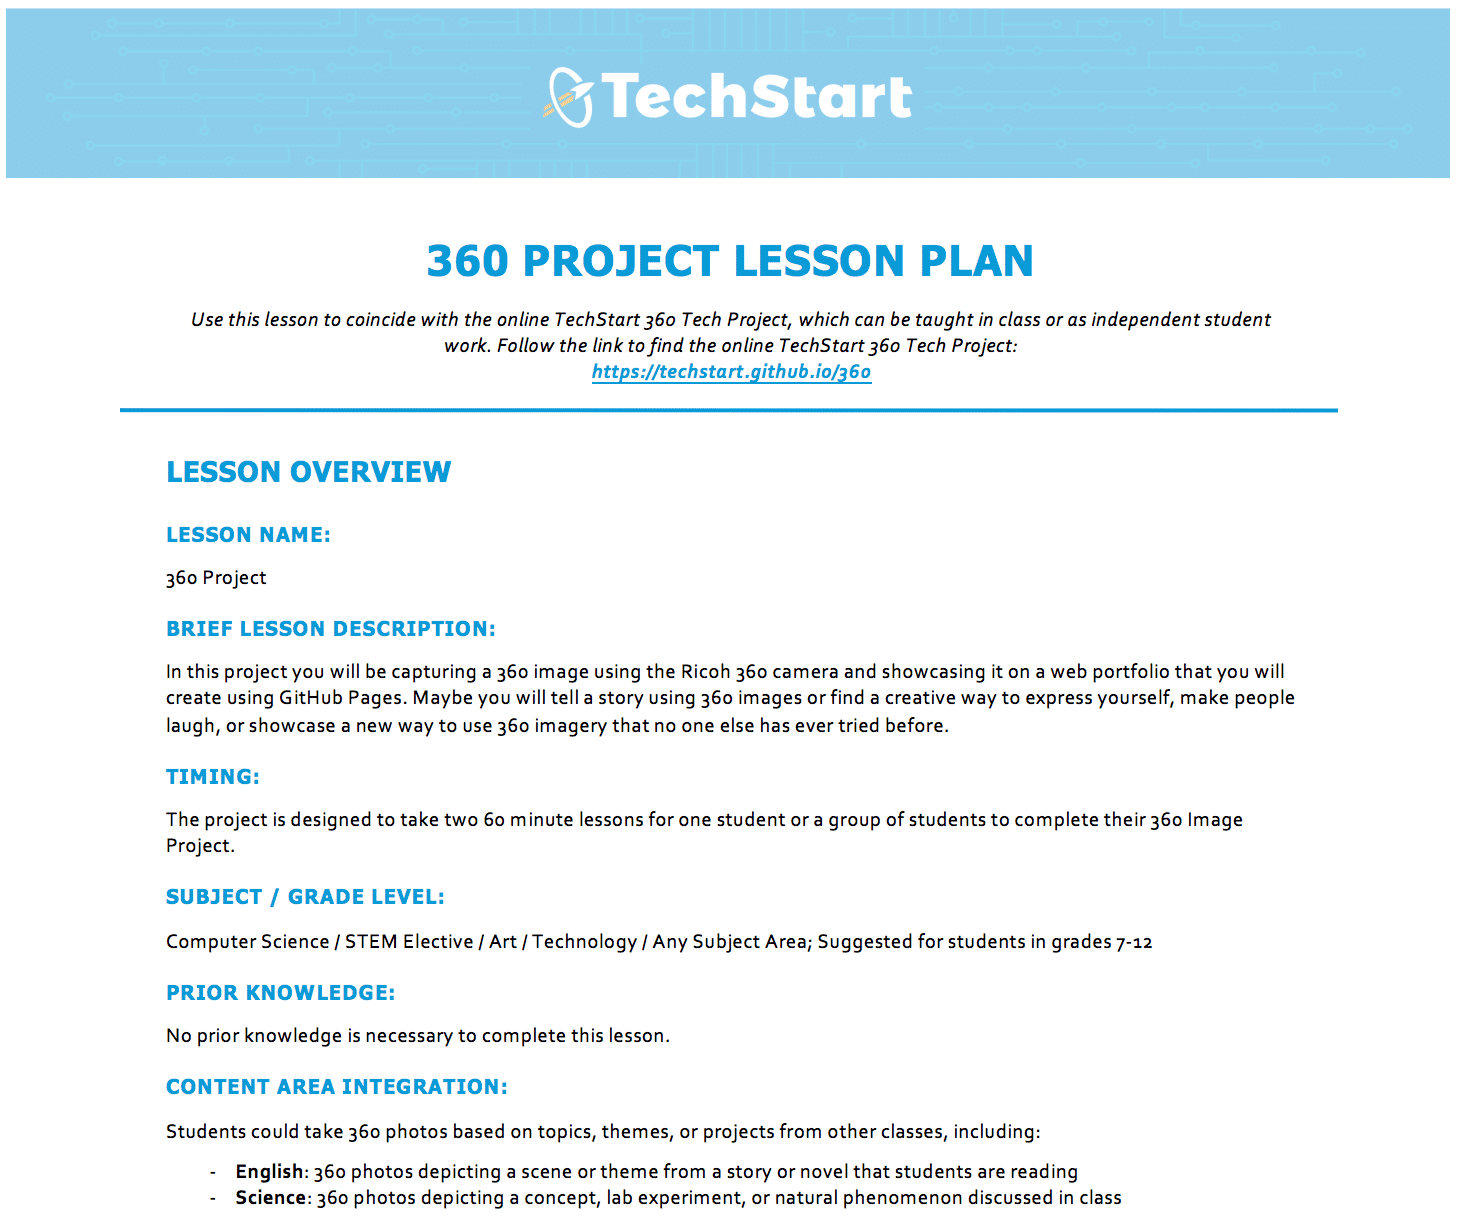 TechStart
360 PROJECT LESSON PLAN
Use this lesson to coincide with the online TechStart 360 Tech Project, which can be taught in class or as independent student
work. Follow the link to find the online TechStart 360 Tech Project:
https://techstart.github.io/360
LESSON OVERVIEW
LESSON NAME:
360 Project
BRIEF LESSON DESCRIPTION:
In this project you will be capturing a 360 image using the Ricoh 360 camera and showcasing it on a web portfolio that you will
create using GitHub Pages. Maybe you will tell a story using 360 images or find a creative way to express yourself, make people
laugh, or showcase a new way to use 360 imagery that no one else has ever tried before.
TIMING:
The project is designed to take two 60 minute lessons for one student or a group of students to complete their 360 Image
Project.
SUBJECT / GRADE LEVEL:
Computer Science / STEM Elective / Art / Technology / Any Subject Area; Suggested for students in grades 7-12
PRIOR KNOWLEDGE:
No prior knowledge is necessary to complete this lesson.
CONTENT AREA INTEGRATION:
Students could take 360 photos based on topics, themes, or projects from other classes, including:
- English: 360 photos depicting a scene or theme from a story or novel that students are reading
- Science: 360 photos depicting a concept, lab experiment, or natural phenomenon discussed in class